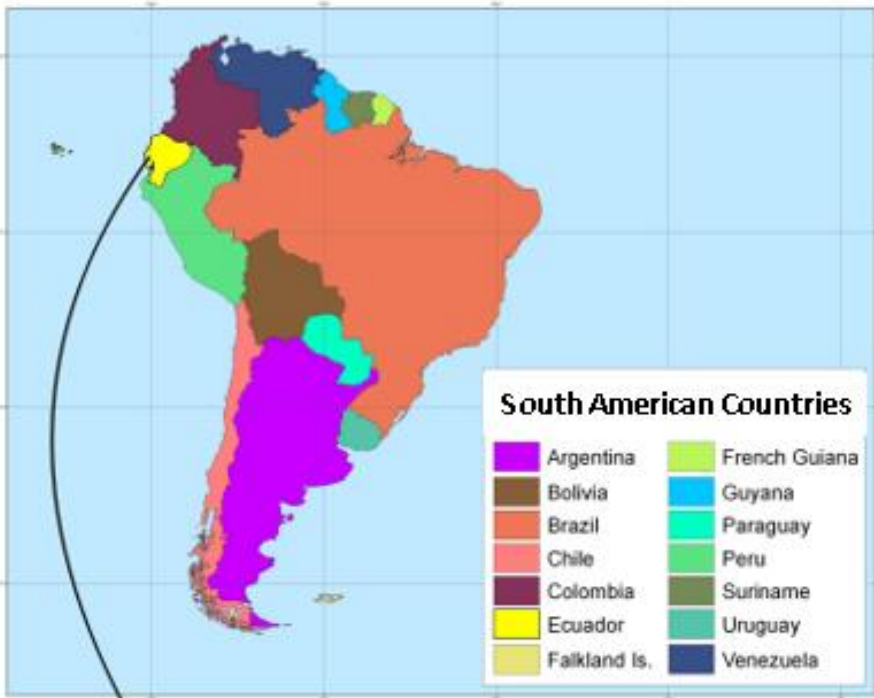 South American Countries
Argentina
Bolivia
Brazil
Chile
Colombia
Ecuador
Falkland Is.
French Guiana
Guyana
Paraguay
Peru
Suriname
Uruguay
Venezuela